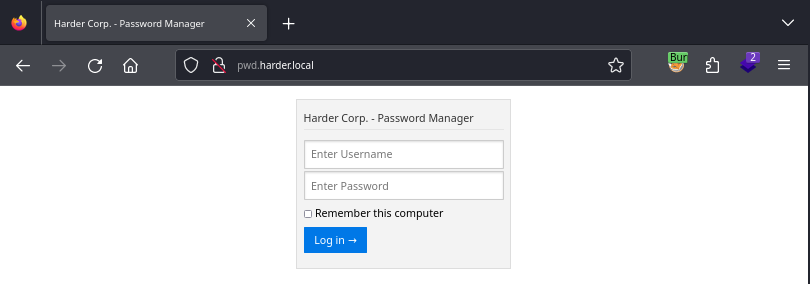 Harder Corp. - Password Manager
pwd.harder.local
Bur
2
Harder Corp. - Password Manager
Enter Username
Enter Password
Remember this computer
Log in →